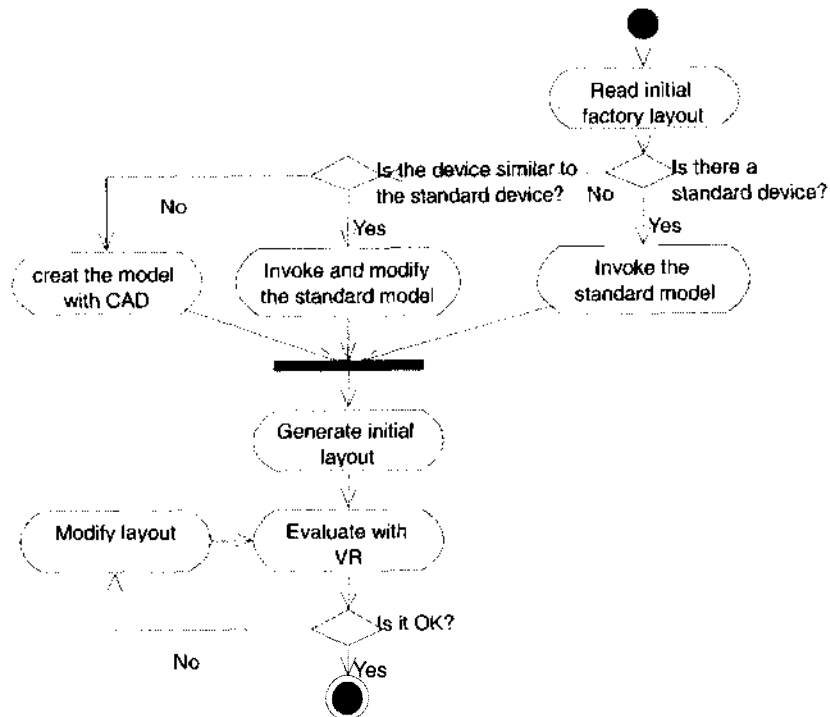 Read initial
factory layout
Is there a
standard device?
No
Yes
Is the device similar to
the standard device?
No
Yes
creat the model
with CAD
Invoke and modify
the standard model
Invoke the
standard model
Generate initial
layout
Modify layout
Evaluate with
VR
Is it OK?
No
Yes